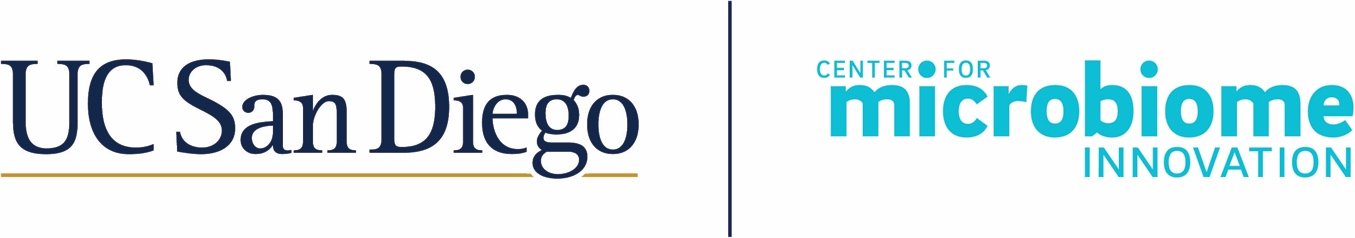 UC San Diego
CENTER FOR
microbiome
INNOVATION